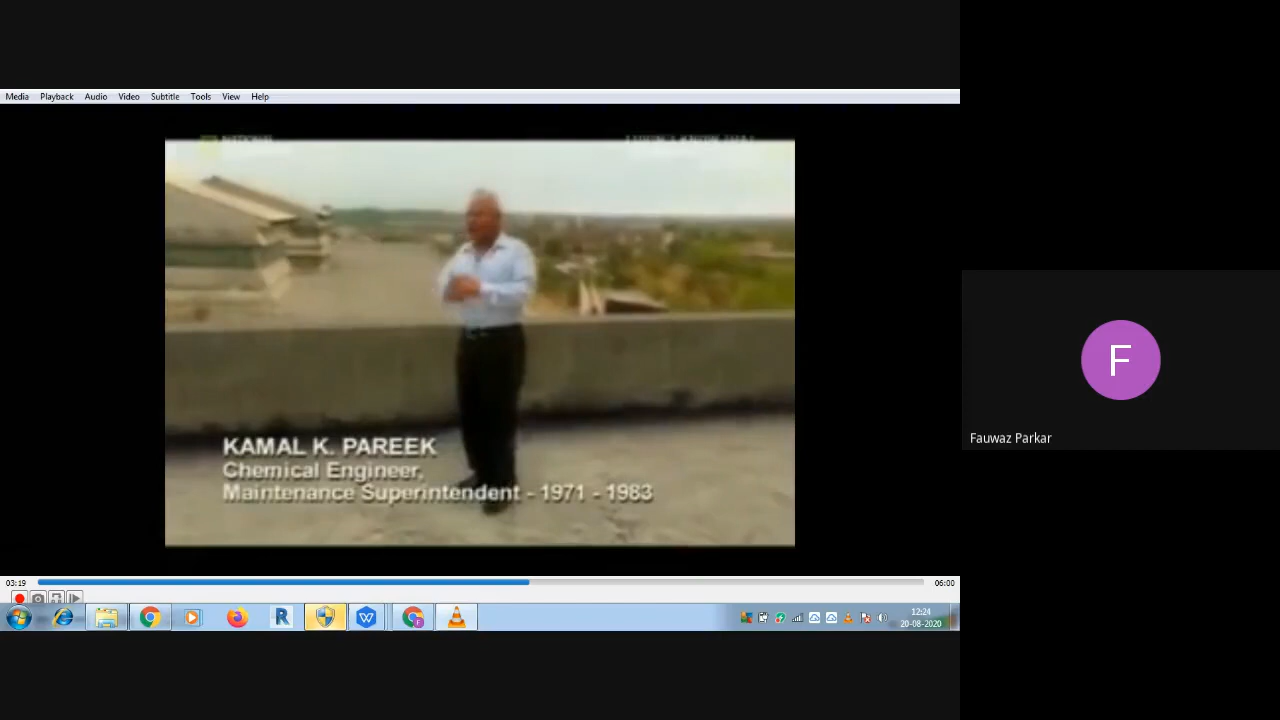 Media Playback Audio Video Subtitle Tools View Help
NATIONAL
KAMAL K. PAREEK
Chemical Engineer,
Maintenance Superintendent - 1971 - 1983
F
Fauwaz Parkar
03:19
06:00
12:24
20-08-2020